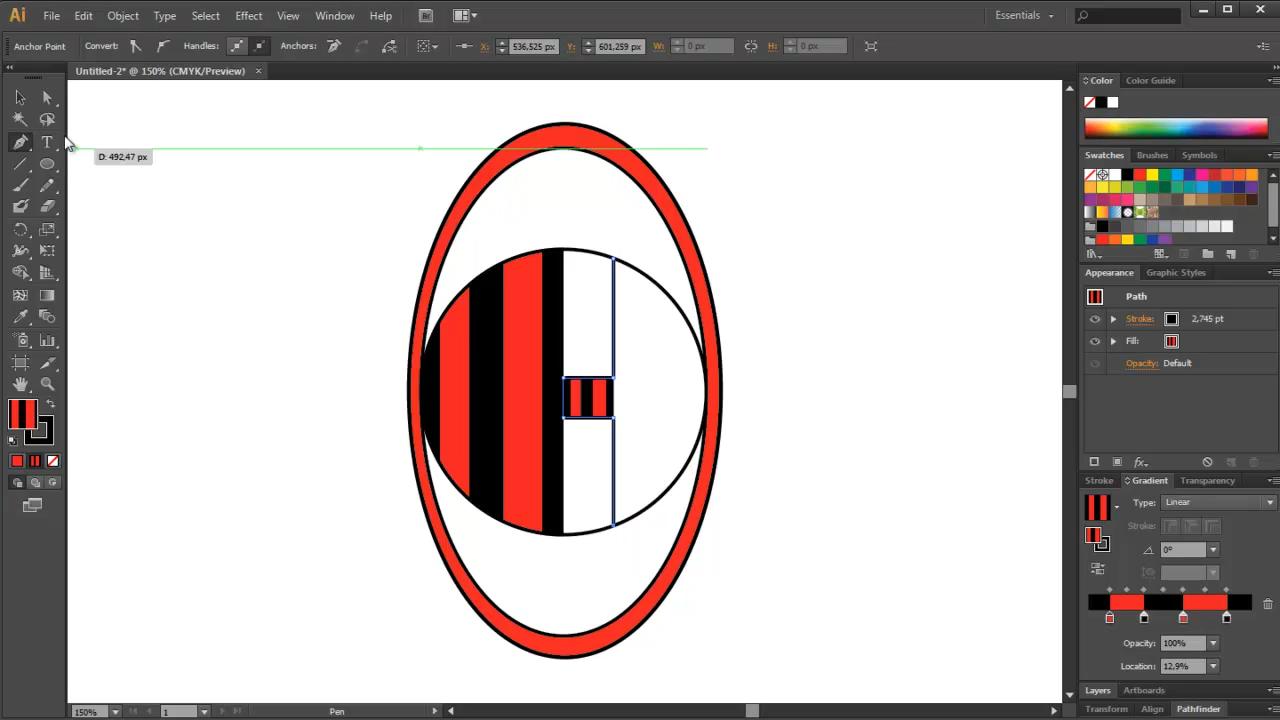 Ai File Edit Object Type Select Effect View Window Help Br Essentials
Anchor Point Convert: Handles: Anchors: X: 536,525 px Y: 601,259 px W: 0 px H: 0 px
Untitled-2* @ 150% (CMYK/Preview) ×
D: 492,47 px
T
Color Color Guide
Swatches Brushes Symbols
Appearance Graphic Styles
Path
Stroke: 2,745 pt
Fill:
Opacity: Default
fx
Stroke Gradient Transparency
Type: Linear
Stroke:
0°
Opacity: 100%
Location: 12,9%
Layers Artboards
Transform Align Pathfinder
150% 1 Pen